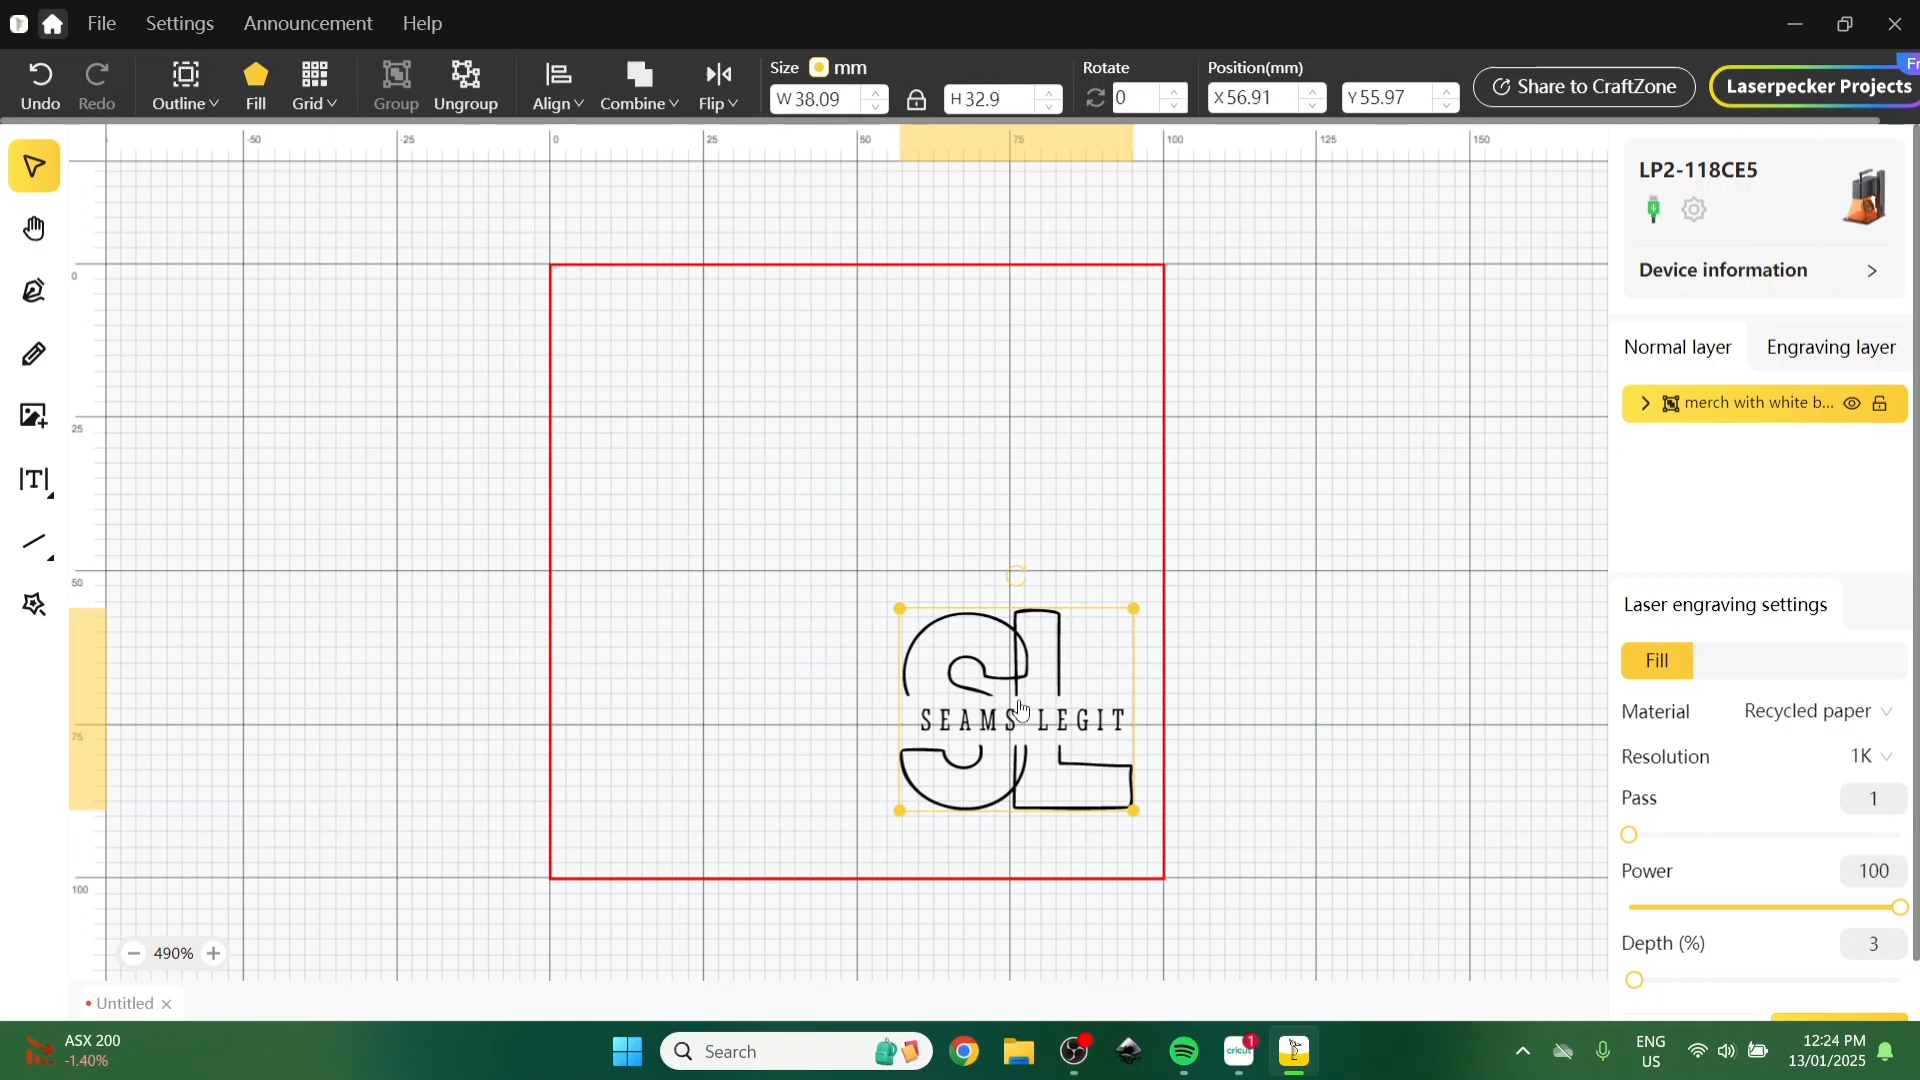 File Settings Announcement Help
Undo Redo Outline Fill Grid Group Ungroup Align Combine Flip
Size mm
W 38.09 H 32.9
Rotate
0
Position(mm)
X 56.91 Y 55.97
Share to CraftZone
Laserpecker Projects
Fr
-50 -25 0 25 50 75 100 125 150
0
25
50
75
100
SL
SEAMS LEGIT
490%
Untitled
LP2-118CE5
Device information
Normal layer Engraving layer
merch with white b...
Laser engraving settings
Fill
Material Recycled paper
Resolution 1K
Pass 1
Power 100
Depth (%) 3
ASX 200
-1.40%
Search
cricut
1
ENG
US
12:24 PM
13/01/2025